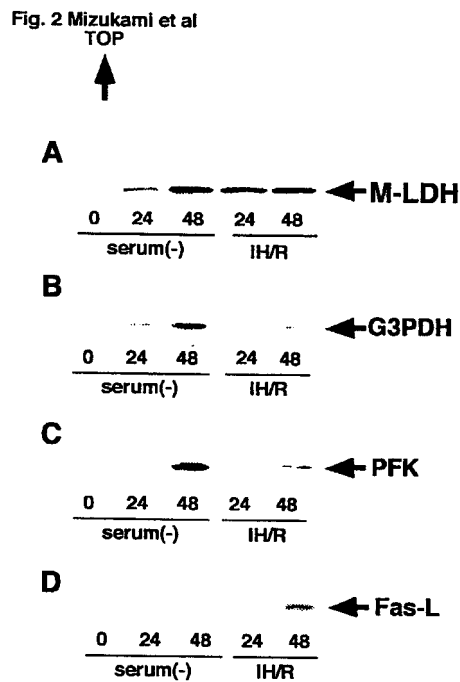 Fig. 2 Mizukami et al
TOP
A
M-LDH
0 24 48 24 48
serum(-) IH/R
B
G3PDH
0 24 48 24 48
serum(-) IH/R
C
PFK
0 24 48 24 48
serum(-) IH/R
D
Fas-L
0 24 48 24 48
serum(-) IH/R